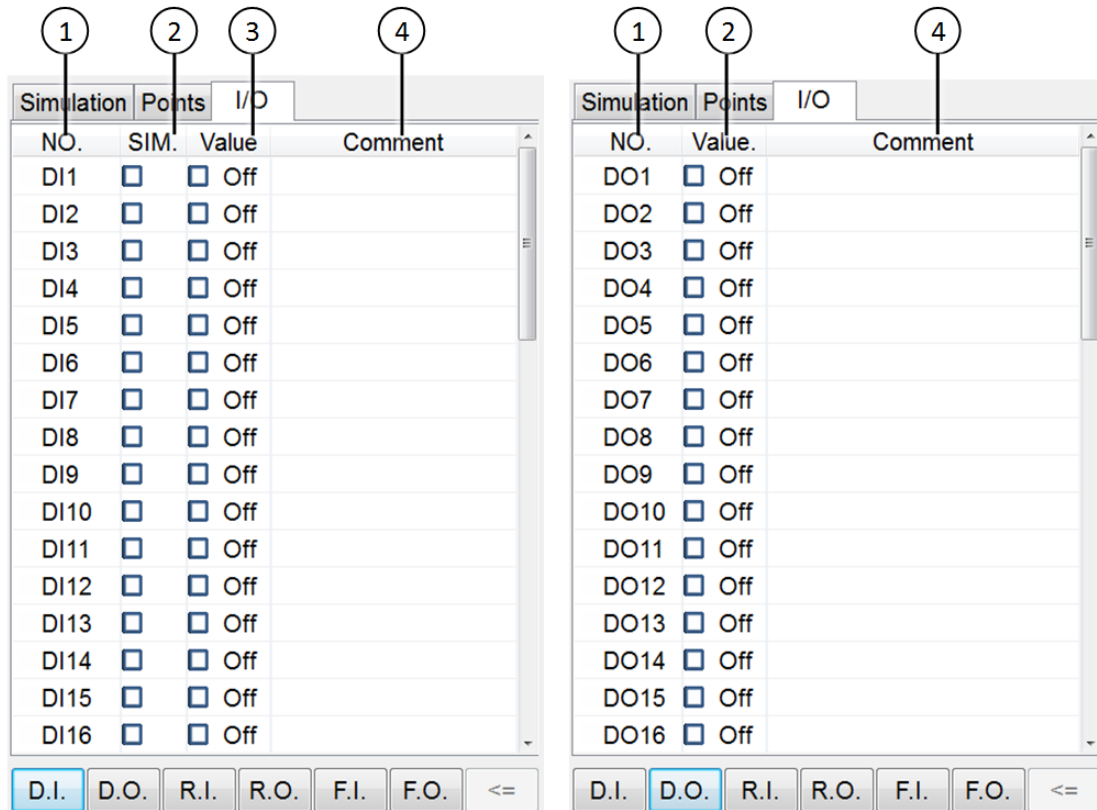 1 2 3 4
Simulation Points I/O
NO. SIM. Value Comment
DI1 Off
DI2 Off
DI3 Off
DI4 Off
DI5 Off
DI6 Off
DI7 Off
DI8 Off
DI9 Off
DI10 Off
DI11 Off
DI12 Off
DI13 Off
DI14 Off
DI15 Off
DI16 Off
D.I. D.O. R.I. R.O. F.I. F.O. <=
1 2 4
Simulation Points I/O
NO. Value. Comment
DO1 Off
DO2 Off
DO3 Off
DO4 Off
DO5 Off
DO6 Off
DO7 Off
DO8 Off
DO9 Off
DO10 Off
DO11 Off
DO12 Off
DO13 Off
DO14 Off
DO15 Off
DO16 Off
D.I. D.O. R.I. R.O. F.I. F.O. <=